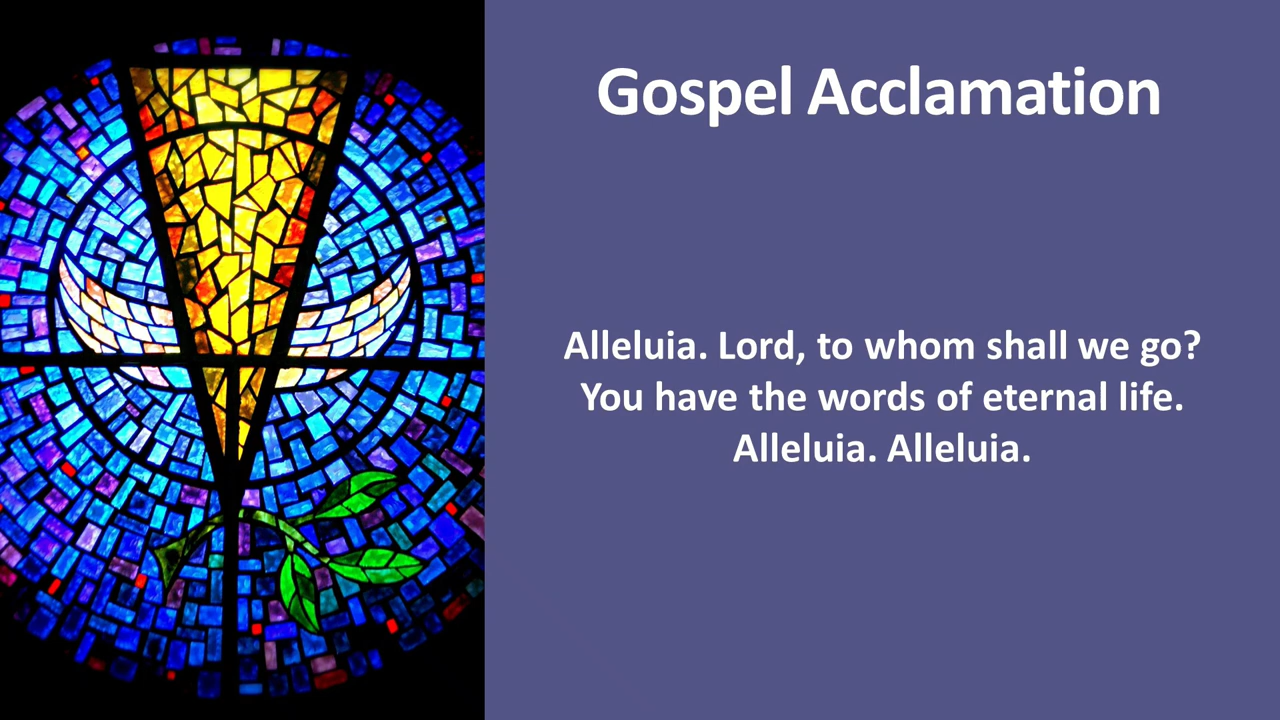 Gospel Acclamation
Alleluia. Lord, to whom shall we go?
You have the words of eternal life.
Alleluia. Alleluia.